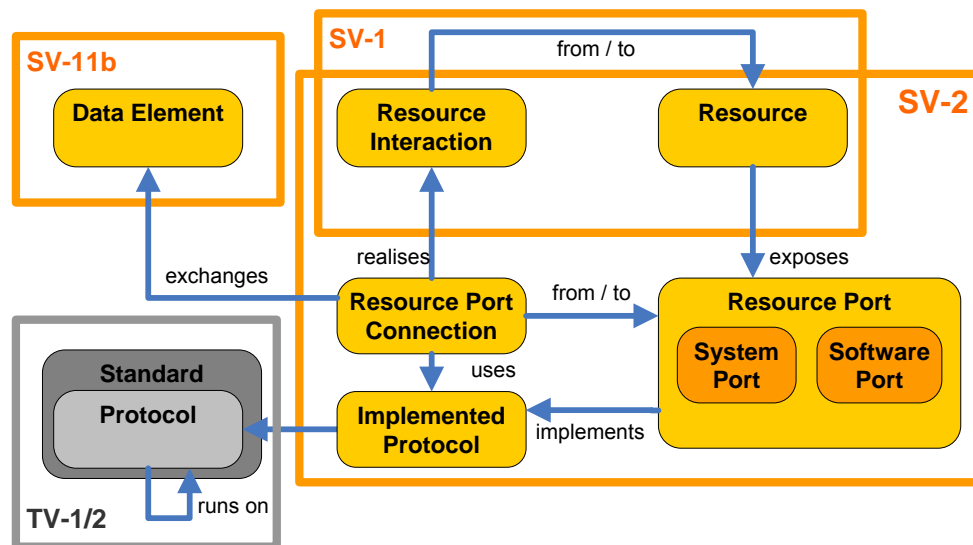 SV-11b
Data Element
SV-1
from / to
Resource
Interaction
Resource
SV-2
exchanges
realises
exposes
Resource Port
Connection
from / to
Resource Port
System
Port
Software
Port
uses
Implemented
Protocol
implements
Standard
Protocol
runs on
TV-1/2